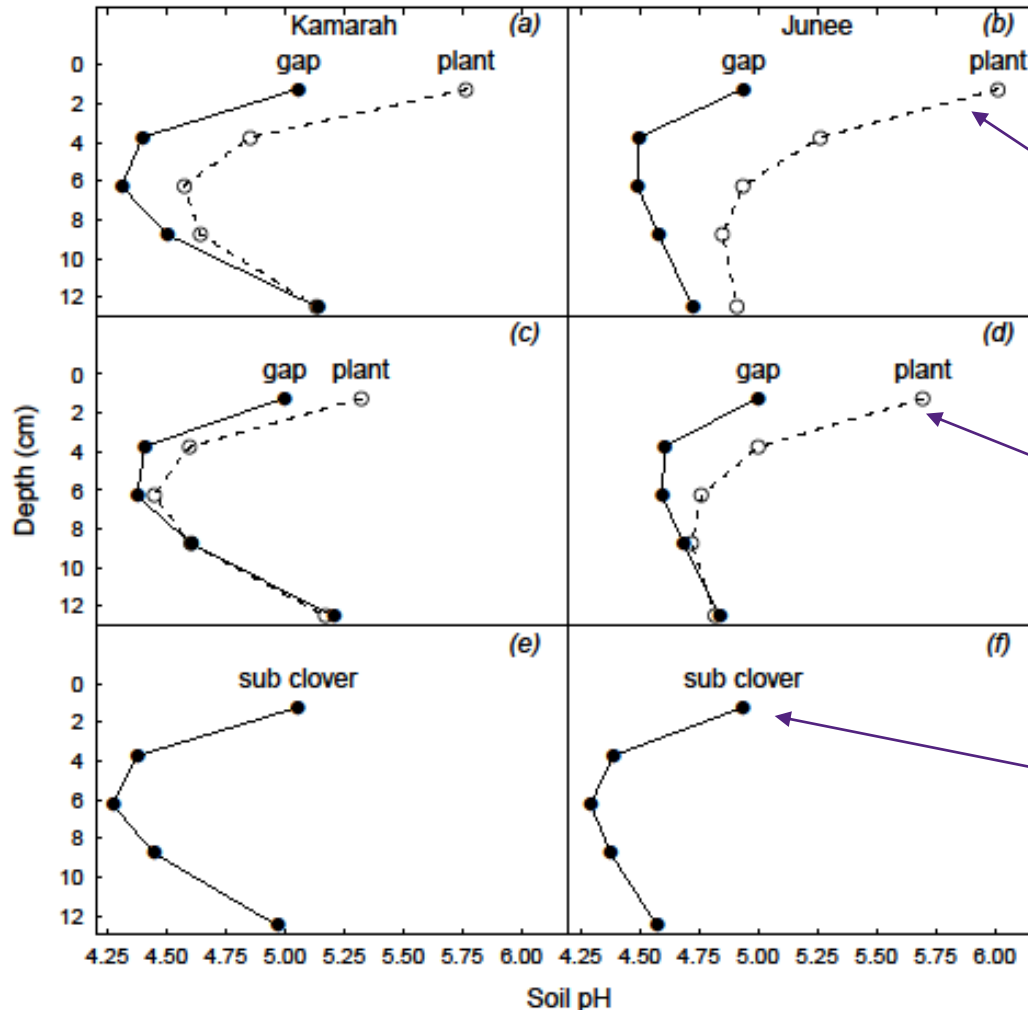 Kamarah (a)
gap plant
Junee (b)
gap plant
0
2
4
6
8
10
12
(c)
gap plant
(d)
gap plant
0
2
4
6
8
10
12
Depth (cm)
(e)
sub clover
(f)
sub clover
0
2
4
6
8
10
12
4.25 4.50 4.75 5.00 5.25 5.50 5.75 6.00
4.25 4.50 4.75 5.00 5.25 5.50 5.75 6.00
Soil pH